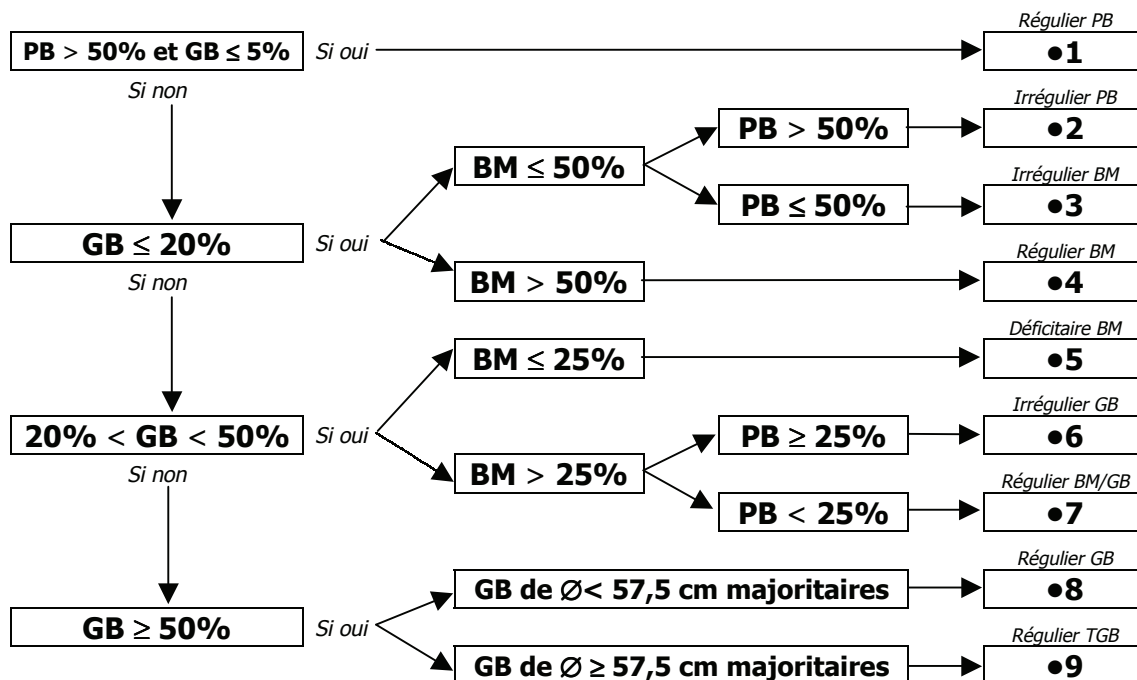 Régulier PB
PB > 50% et GB ≤ 5%
Si oui
●1
Si non
Irrégulier PB
PB > 50%
●2
BM ≤ 50%
Irrégulier BM
PB ≤ 50%
●3
GB ≤ 20%
Si oui
Régulier BM
BM > 50%
●4
Si non
Déficitaire BM
BM ≤ 25%
●5
Irrégulier GB
20% < GB < 50%
Si oui
PB ≥ 25%
●6
BM > 25%
Si non
Régulier BM/GB
PB < 25%
●7
Régulier GB
GB de Ø< 57,5 cm majoritaires
●8
GB ≥ 50%
Si oui
Régulier TGB
GB de Ø ≥ 57,5 cm majoritaires
●9